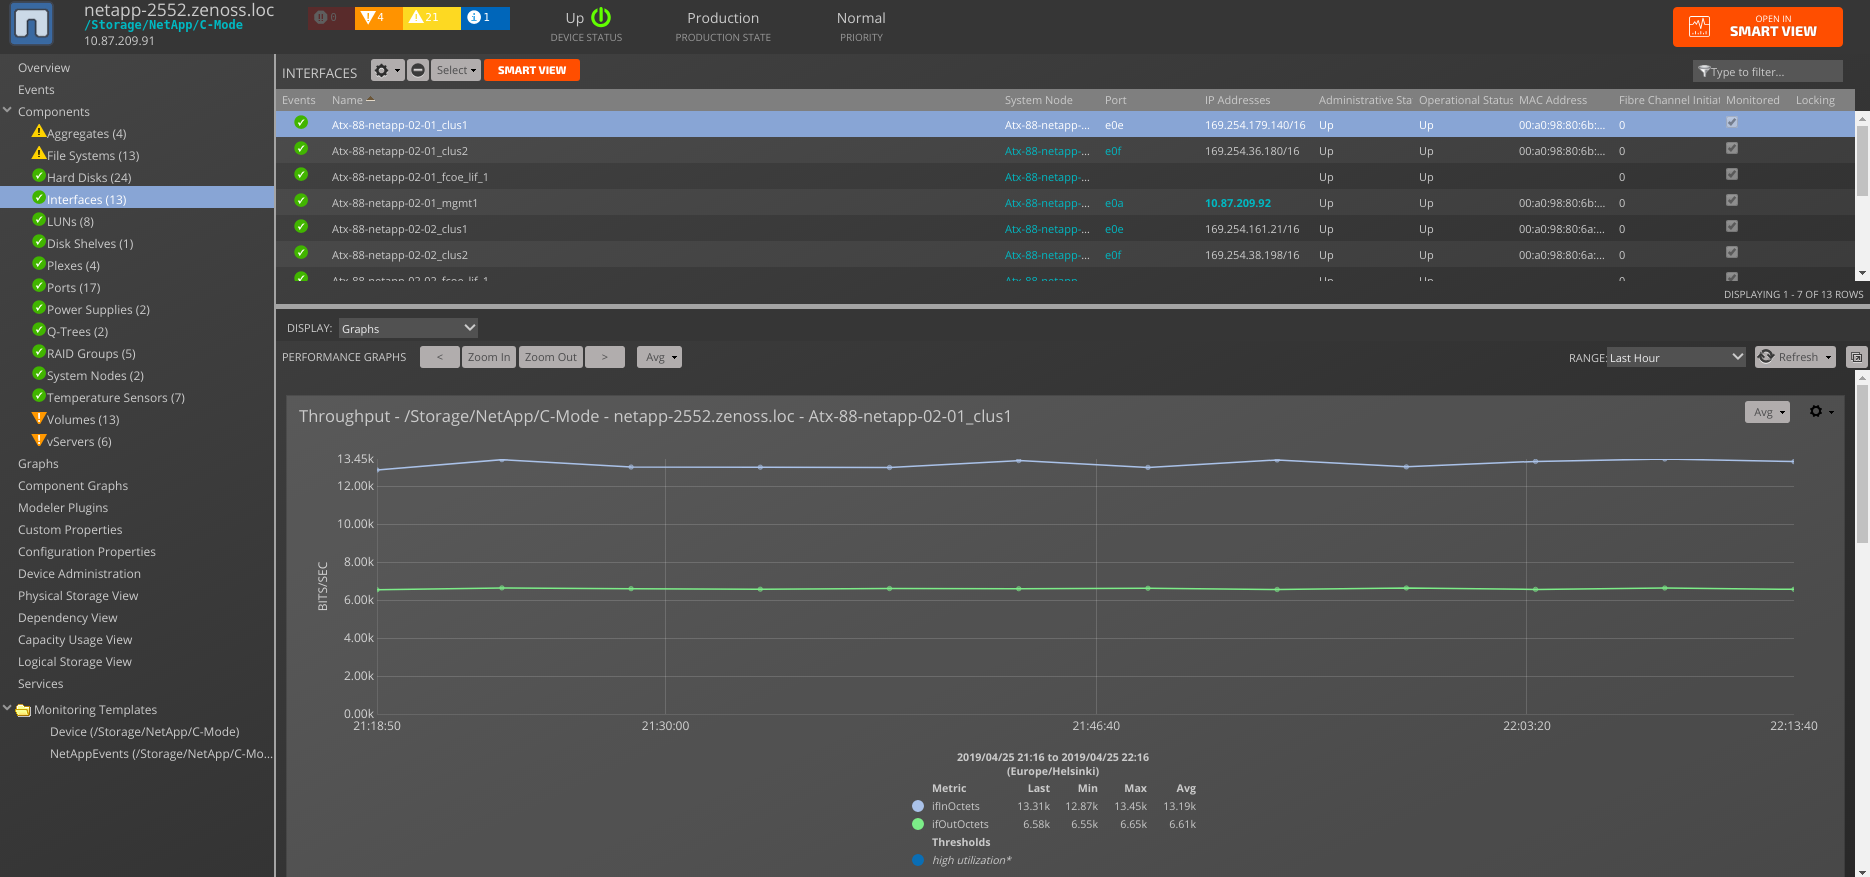 netapp-2552.zenoss.loc
/Storage/NetApp/C-Mode
10.87.209.91
0 4 21 1
Up
DEVICE STATUS
Production
PRODUCTION STATE
Normal
PRIORITY
OPEN IN
SMART VIEW
Overview
Events
Components
Aggregates (4)
File Systems (13)
Hard Disks (24)
Interfaces (13)
LUNs (8)
Disk Shelves (1)
Plexes (4)
Ports (17)
Power Supplies (2)
Q-Trees (2)
RAID Groups (5)
System Nodes (2)
Temperature Sensors (7)
Volumes (13)
vServers (6)
Graphs
Component Graphs
Modeler Plugins
Custom Properties
Configuration Properties
Device Administration
Physical Storage View
Dependency View
Capacity Usage View
Logical Storage View
Services
Monitoring Templates
Device (/Storage/NetApp/C-Mode)
NetAppEvents (/Storage/NetApp/C-Mo...
INTERFACES Select SMART VIEW Type to filter...
Events Name System Node Port IP Addresses Administrative Sta Operational Status MAC Address Fibre Channel Initiat Monitored Locking
Atx-88-netapp-02-01_clus1 Atx-88-netapp-... e0e 169.254.179.140/16 Up Up 00:a0:98:80:6b:... 0
Atx-88-netapp-02-01_clus2 Atx-88-netapp-... e0f 169.254.36.180/16 Up Up 00:a0:98:80:6b:... 0
Atx-88-netapp-02-01_fcoe_lif_1 Atx-88-netapp-... Up Up 0
Atx-88-netapp-02-01_mgmt1 Atx-88-netapp-... e0a 10.87.209.92 Up Up 00:a0:98:80:6b:... 0
Atx-88-netapp-02-02_clus1 Atx-88-netapp-... e0e 169.254.161.21/16 Up Up 00:a0:98:80:6a:... 0
Atx-88-netapp-02-02_clus2 Atx-88-netapp-... e0f 169.254.38.198/16 Up Up 00:a0:98:80:6a:... 0
Atx-88-netapp-02-02_fcoe_lif_1 Atx-88-netapp-... Up Up 0
DISPLAYING 1 - 7 OF 13 ROWS
DISPLAY: Graphs
PERFORMANCE GRAPHS < Zoom In Zoom Out > Avg RANGE: Last Hour Refresh
Throughput - /Storage/NetApp/C-Mode - netapp-2552.zenoss.loc - Atx-88-netapp-02-01_clus1 Avg
13.45k
12.00k
10.00k
8.00k
6.00k
4.00k
2.00k
0.00k
BITS/SEC
21:18:50 21:30:00 21:46:40 22:03:20 22:13:40
2019/04/25 21:16 to 2019/04/25 22:16
(Europe/Helsinki)
Metric Last Min Max Avg
ifInOctets 13.31k 12.87k 13.45k 13.19k
ifOutOctets 6.58k 6.55k 6.65k 6.61k
Thresholds
high utilization*